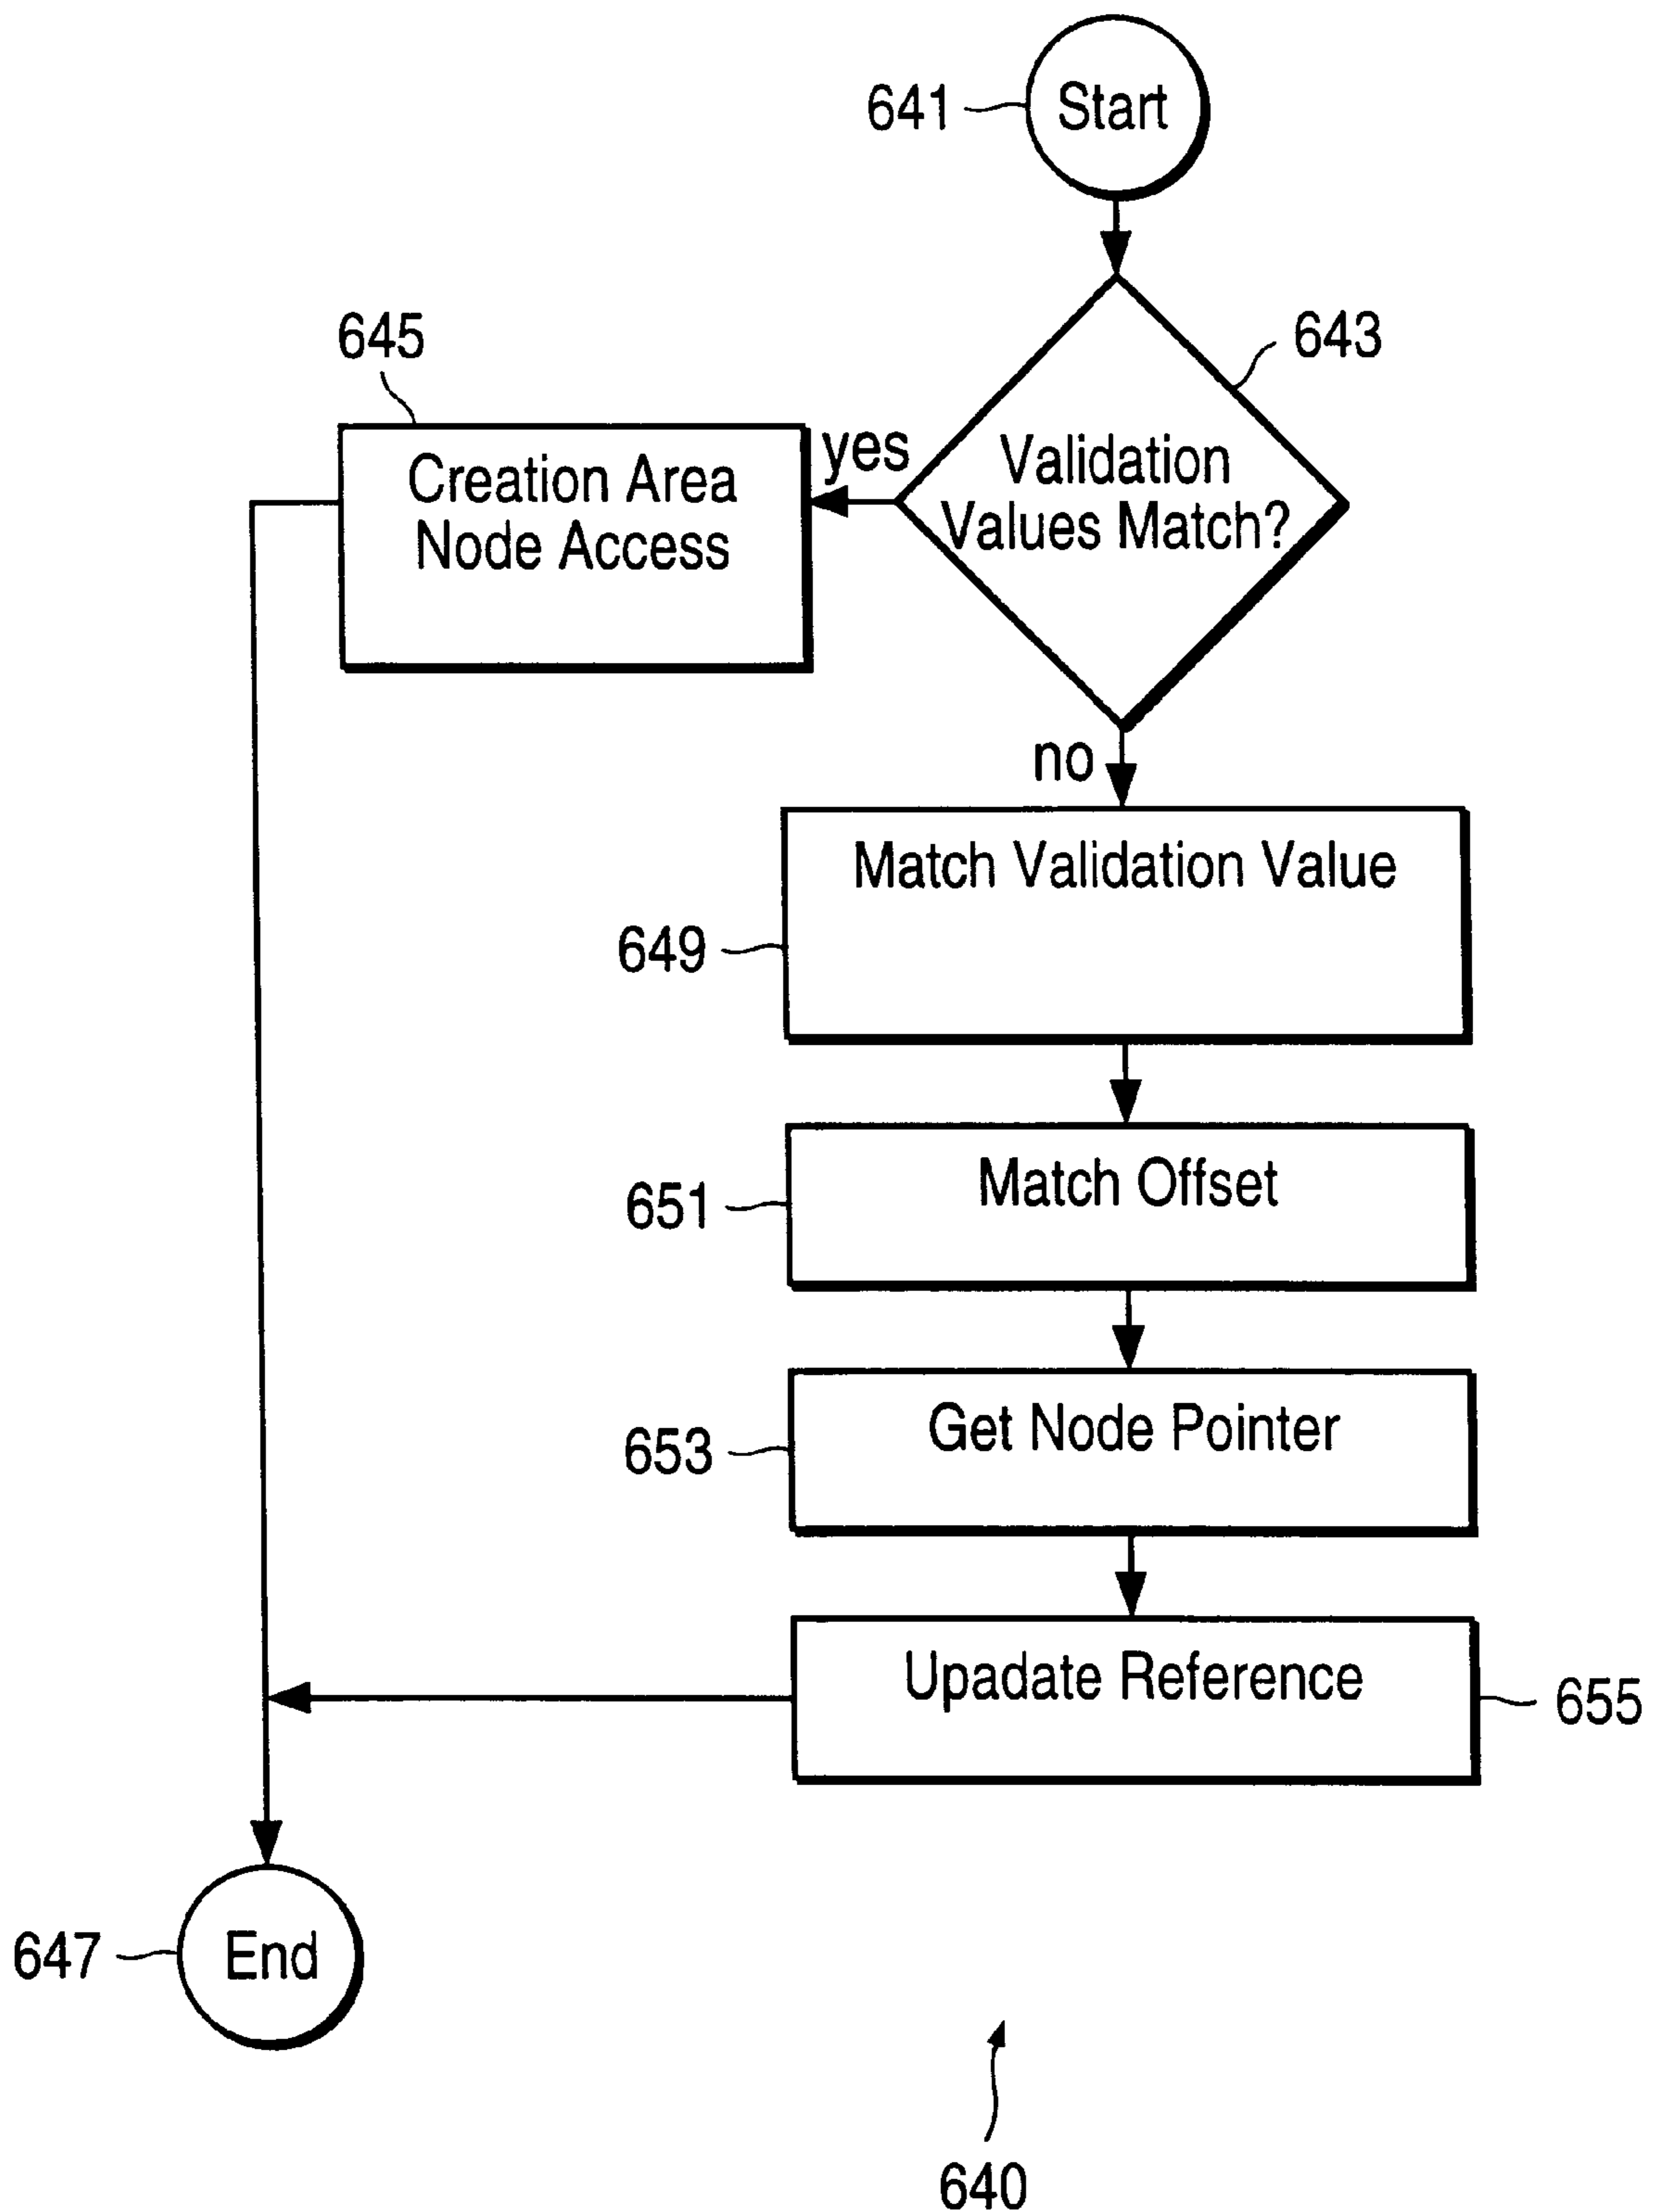 641
Start
645
643
yes
Creation Area
Node Access
Validation
Values Match?
no
Match Validation Value
649
Match Offset
651
Get Node Pointer
653
Upadate Reference
655
647
End
640